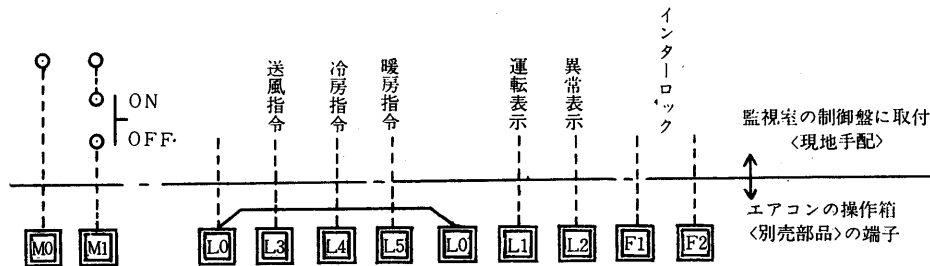 ON
OFF
送風指令
冷房指令
暖房指令
運転表示
異常表示
インターロック
監視室の制御盤に取付
<現地手配>
エアコンの操作箱
<別売部品>の端子
M0 M1 L0 L3 L4 L5 L0 L1 L2 F1 F2